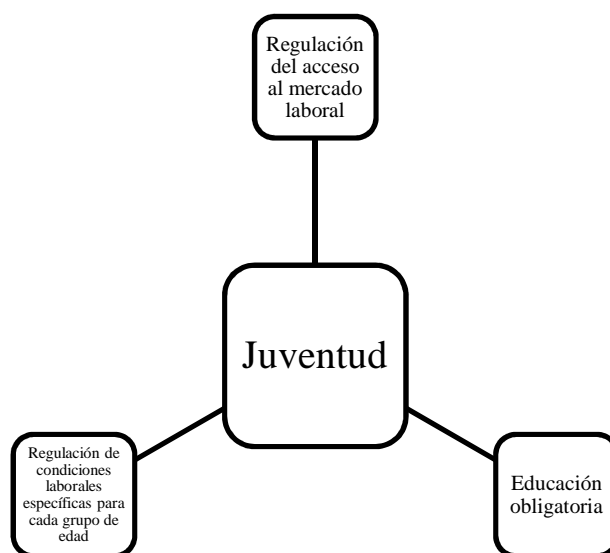 Regulación
del acceso
al mercado
laboral
Juventud
Regulación de
condiciones
laborales
específicas para
cada grupo de
edad
Educación
obligatoria